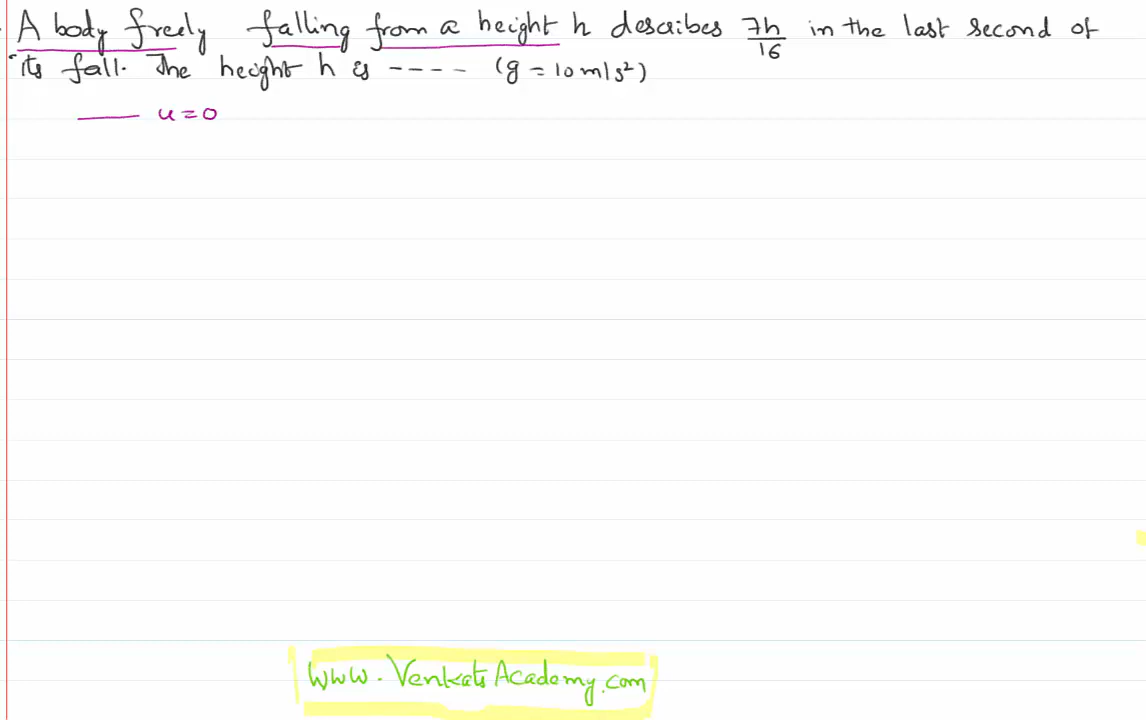 A body freely falling from a height h describes 7h/16 in the last second of
its fall. The height h is ---- (g = 10 m/s²)
u = 0
www.VenkatsAcademy.com